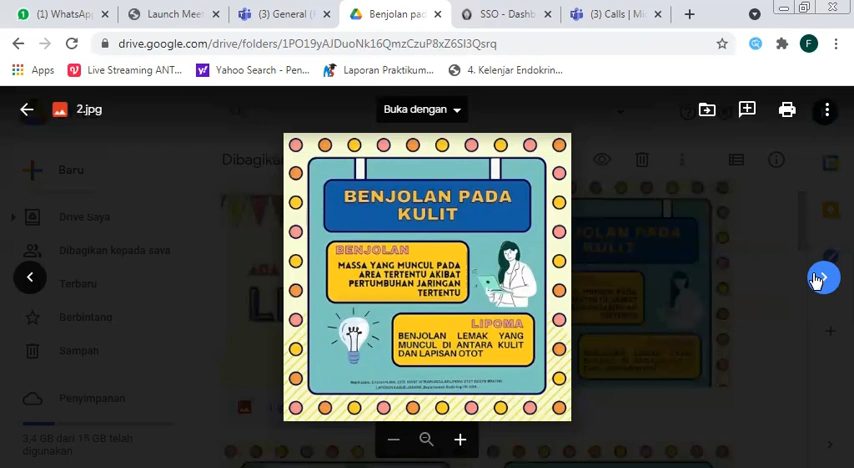 (1) WhatsApp
Launch Meet
(3) General (
Benjolan pad
SSO - Dashb
(3) Calls | Mi
drive.google.com/drive/folders/1PO19yAJDuoNk16QmzCzuP8xZ6Sl3Qsrq
F
Apps
Live Streaming ANT...
Yahoo Search - Pen...
Laporan Praktikum...
4. Kelenjar Endokrin...
2.jpg
Buka dengan
Baru
Dibagikan
Drive Saya
Dibagikan kepada saya
Terbaru
Berbintang
Sampah
Penyimpanan
3,4 GB dari 15 GB telah
digunakan
BENJOLAN PADA
KULIT
BENJOLAN
MASSA YANG MUNCUL PADA
AREA TERTENTU AKIBAT
PERTUMBUHAN JARINGAN
TERTENTU
LIPOMA
BENJOLAN LEMAK YANG
MUNCUL DI ANTARA KULIT
DAN LAPISAN OTOT